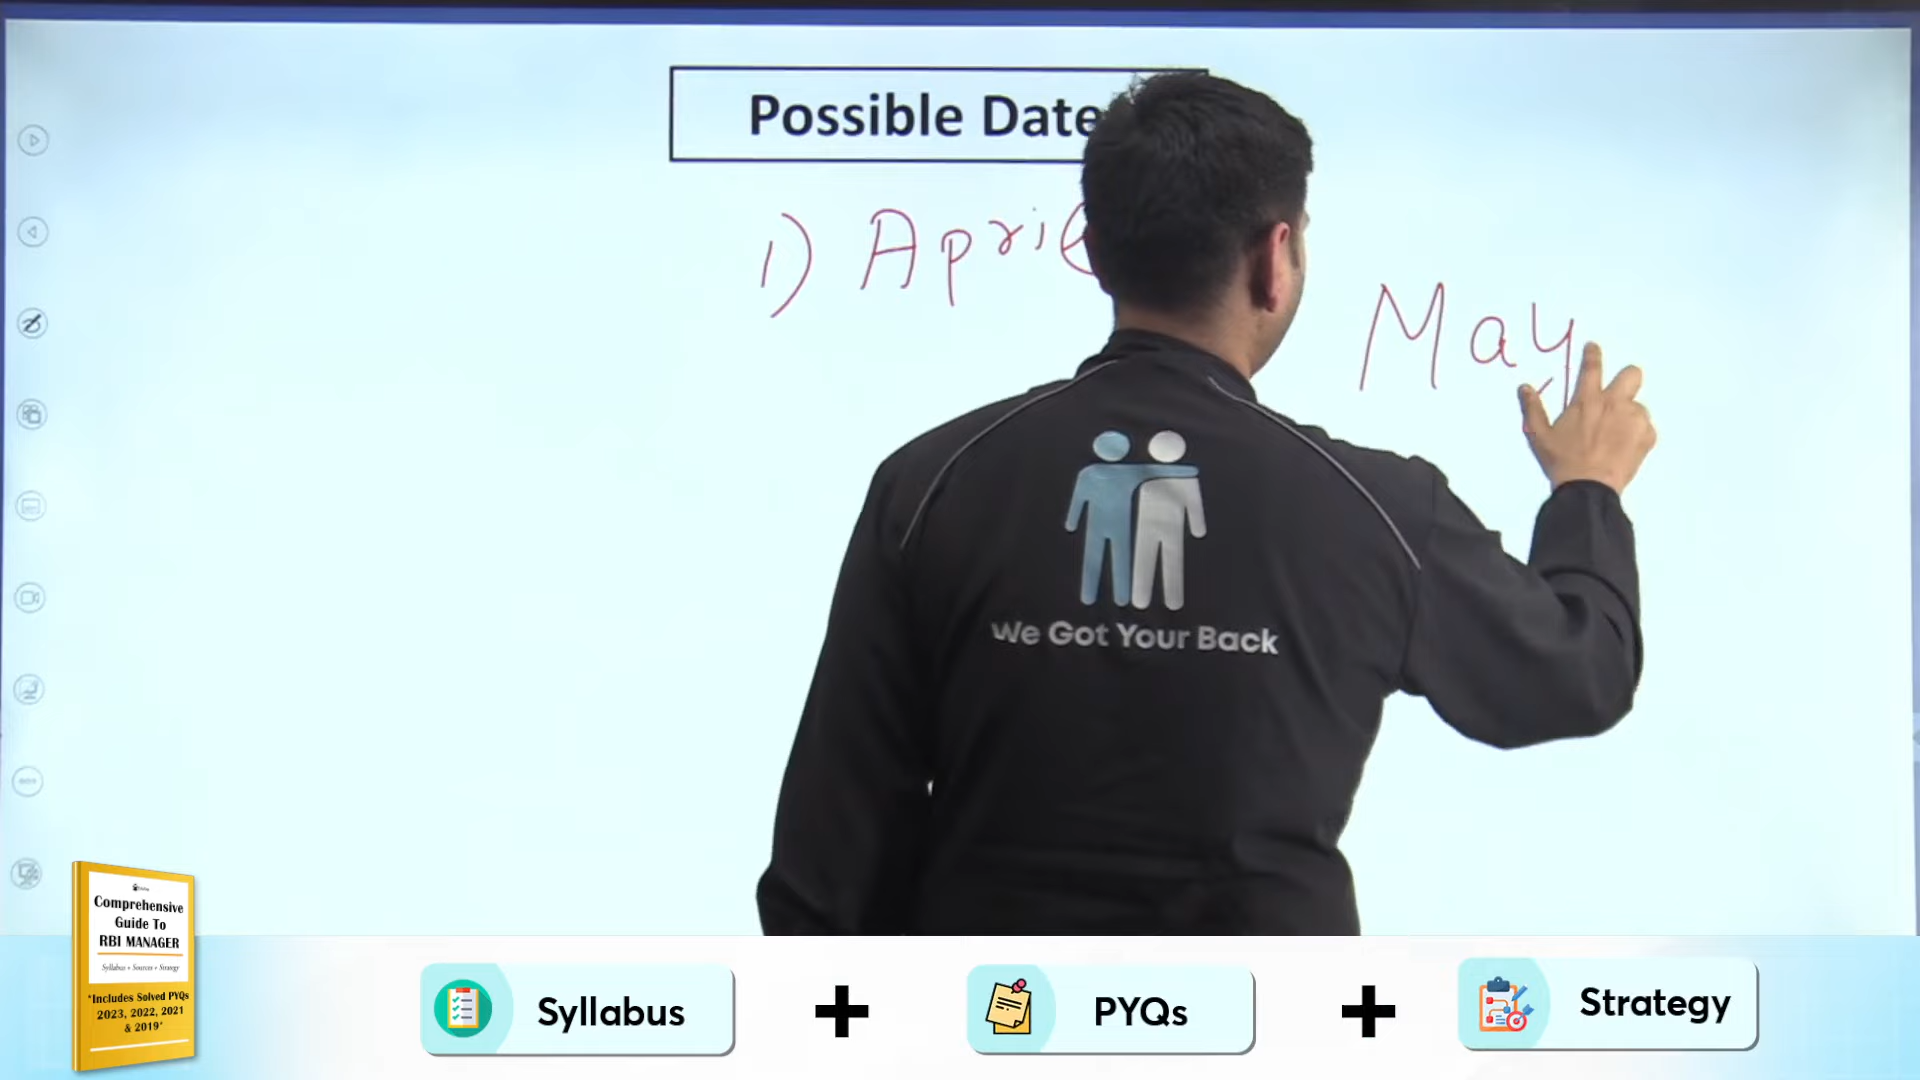 Possible Date
1) April
May
We Got Your Back
Comprehensive
Guide To
RBI MANAGER
Syllabus + Sources + Strategy
*Includes Solved PYQs
2023, 2022, 2021
& 2019*
Syllabus + PYQs + Strategy